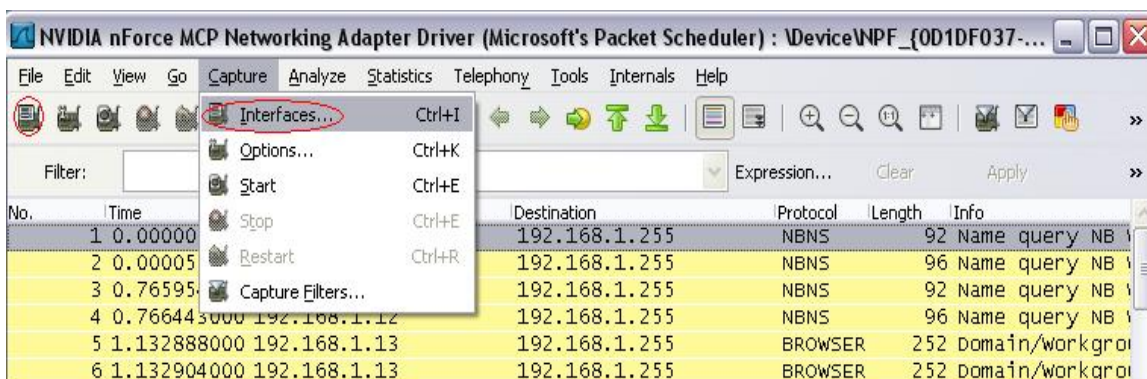 NVIDIA nForce MCP Networking Adapter Driver (Microsoft's Packet Scheduler) : \Device\NPF_{0D1DF037-...
File Edit View Go Capture Analyze Statistics Telephony Tools Internals Help
Interfaces... Ctrl+I
Options... Ctrl+K
Start Ctrl+E
Stop Ctrl+E
Restart Ctrl+R
Capture Filters...
Filter: Expression... Clear Apply
No. Time Destination Protocol Length Info
1 0.00000 192.168.1.255 NBNS 92 Name query NB
2 0.00005 192.168.1.255 NBNS 96 Name query NB
3 0.76595 192.168.1.255 NBNS 92 Name query NB
4 0.766443000 192.168.1.12 192.168.1.255 NBNS 96 Name query NB
5 1.132888000 192.168.1.13 192.168.1.255 BROWSER 252 Domain/Workgrou
6 1.132904000 192.168.1.13 192.168.1.255 BROWSER 252 Domain/Workgrou